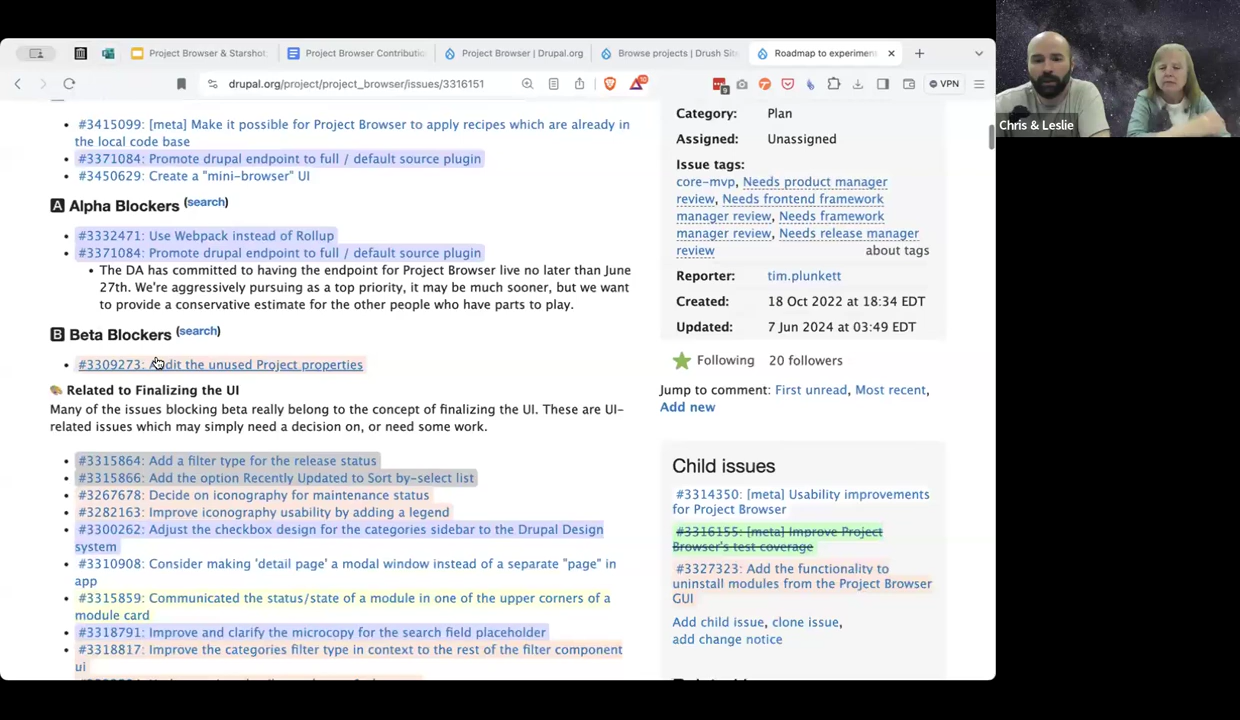 Project Browser & Starshot
Project Browser Contributio
Project Browser | Drupal.org
Browse projects | Drush Sit
Roadmap to experimen
drupal.org/project/project_browser/issues/3316151
9
10
VPN
Chris & Leslie
#3415099: [meta] Make it possible for Project Browser to apply recipes which are already in
the local code base
#3371084: Promote drupal endpoint to full / default source plugin
#3450629: Create a "mini-browser" UI
A Alpha Blockers (search)
#3332471: Use Webpack instead of Rollup
#3371084: Promote drupal endpoint to full / default source plugin
The DA has committed to having the endpoint for Project Browser live no later than June
27th. We're aggressively pursuing as a top priority, it may be much sooner, but we want
to provide a conservative estimate for the other people who have parts to play.
B Beta Blockers (search)
#3309273: Audit the unused Project properties
Related to Finalizing the UI
Many of the issues blocking beta really belong to the concept of finalizing the UI. These are UI-
related issues which may simply need a decision on, or need some work.
#3315864: Add a filter type for the release status
#3315866: Add the option Recently Updated to Sort by-select list
#3267678: Decide on iconography for maintenance status
#3282163: Improve iconography usability by adding a legend
#3300262: Adjust the checkbox design for the categories sidebar to the Drupal Design
system
#3310908: Consider making 'detail page' a modal window instead of a separate "page" in
app
#3315859: Communicated the status/state of a module in one of the upper corners of a
module card
#3318791: Improve and clarify the microcopy for the search field placeholder
#3318817: Improve the categories filter type in context to the rest of the filter component
ui
Category: Plan
Assigned: Unassigned
Issue tags:
core-mvp, Needs product manager
review, Needs frontend framework
manager review, Needs framework
manager review, Needs release manager
review
about tags
Reporter: tim.plunkett
Created: 18 Oct 2022 at 18:34 EDT
Updated: 7 Jun 2024 at 03:49 EDT
Following 20 followers
Jump to comment: First unread, Most recent,
Add new
Child issues
#3314350: [meta] Usability improvements
for Project Browser
#3316155: [meta] Improve Project
Browser's test coverage
#3327323: Add the functionality to
uninstall modules from the Project Browser
GUI
Add child issue, clone issue,
add change notice